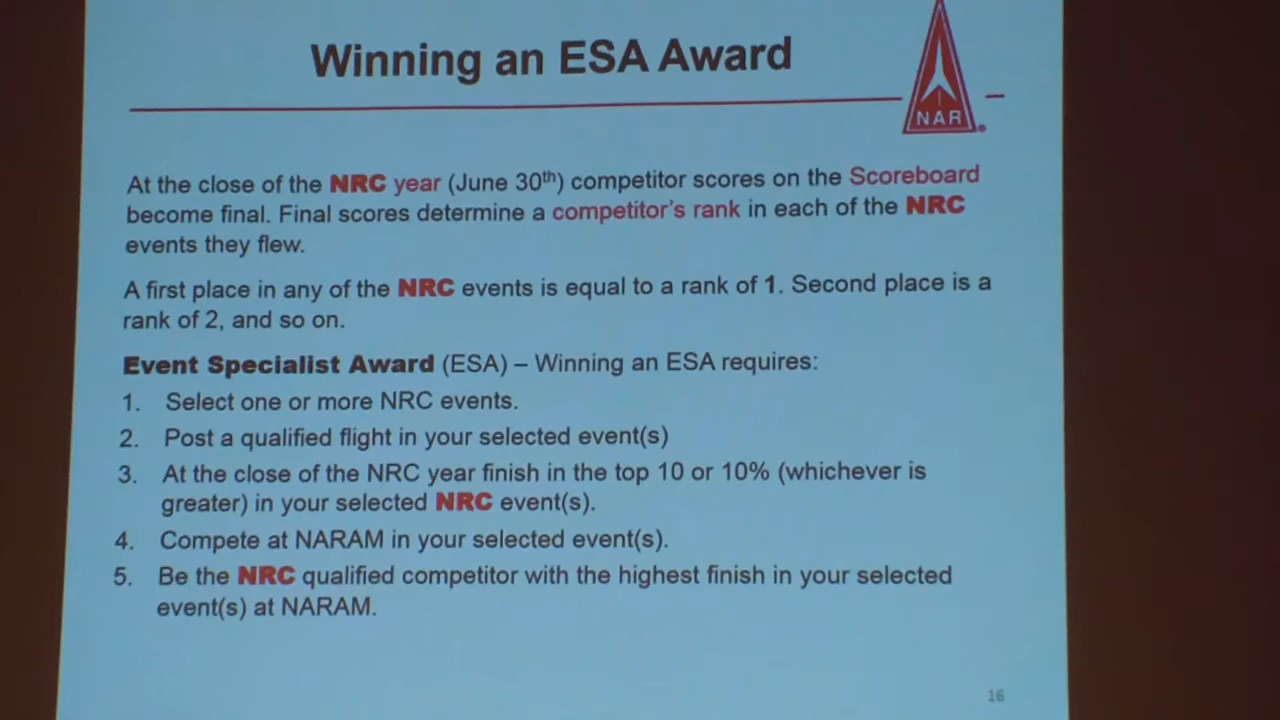 Winning an ESA Award
NAR
At the close of the NRC year (June 30th) competitor scores on the Scoreboard
become final. Final scores determine a competitor's rank in each of the NRC
events they flew.
A first place in any of the NRC events is equal to a rank of 1. Second place is a
rank of 2, and so on.
Event Specialist Award (ESA) – Winning an ESA requires:
1. Select one or more NRC events.
2. Post a qualified flight in your selected event(s)
3. At the close of the NRC year finish in the top 10 or 10% (whichever is
greater) in your selected NRC event(s).
4. Compete at NARAM in your selected event(s).
5. Be the NRC qualified competitor with the highest finish in your selected
event(s) at NARAM.
16